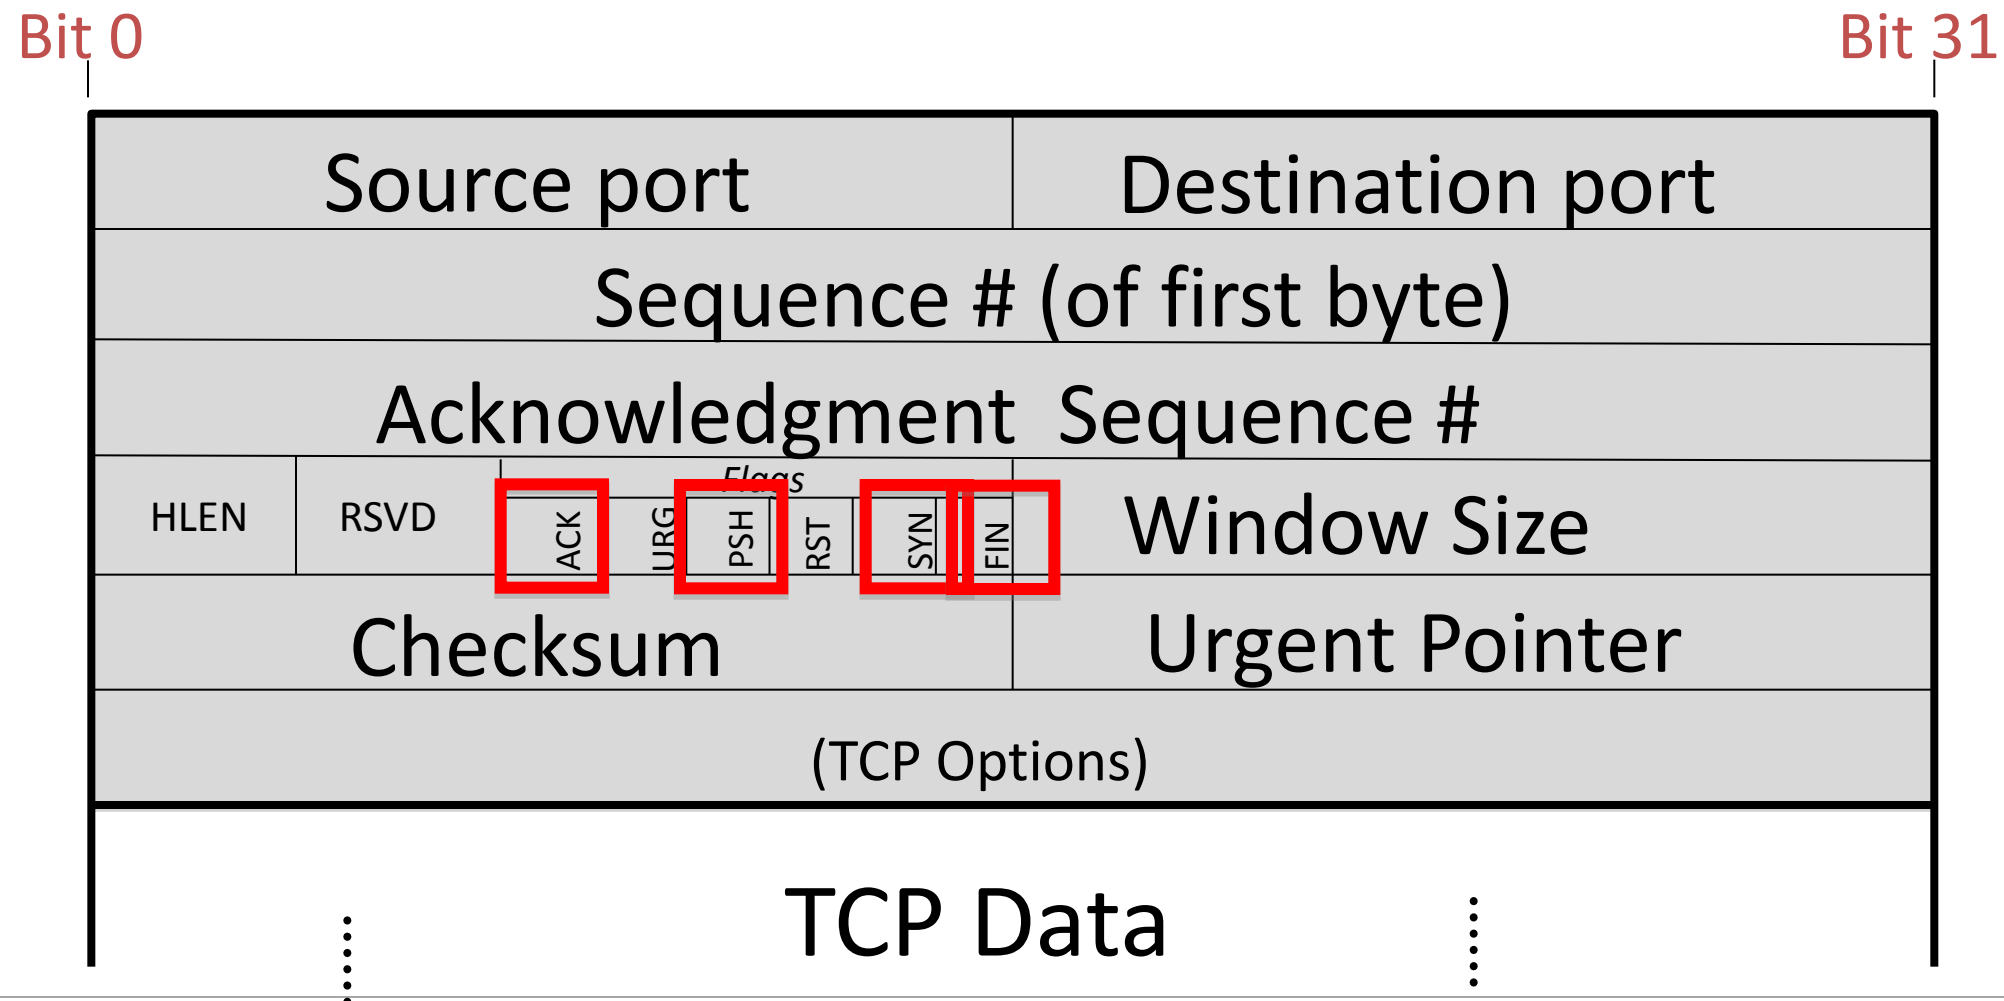 Bit 0 Bit 31
Source port Destination port
Sequence # (of first byte)
Acknowledgment Sequence #
Flags
HLEN RSVD ACK URG PSH RST SYN FIN Window Size
Checksum Urgent Pointer
(TCP Options)
TCP Data